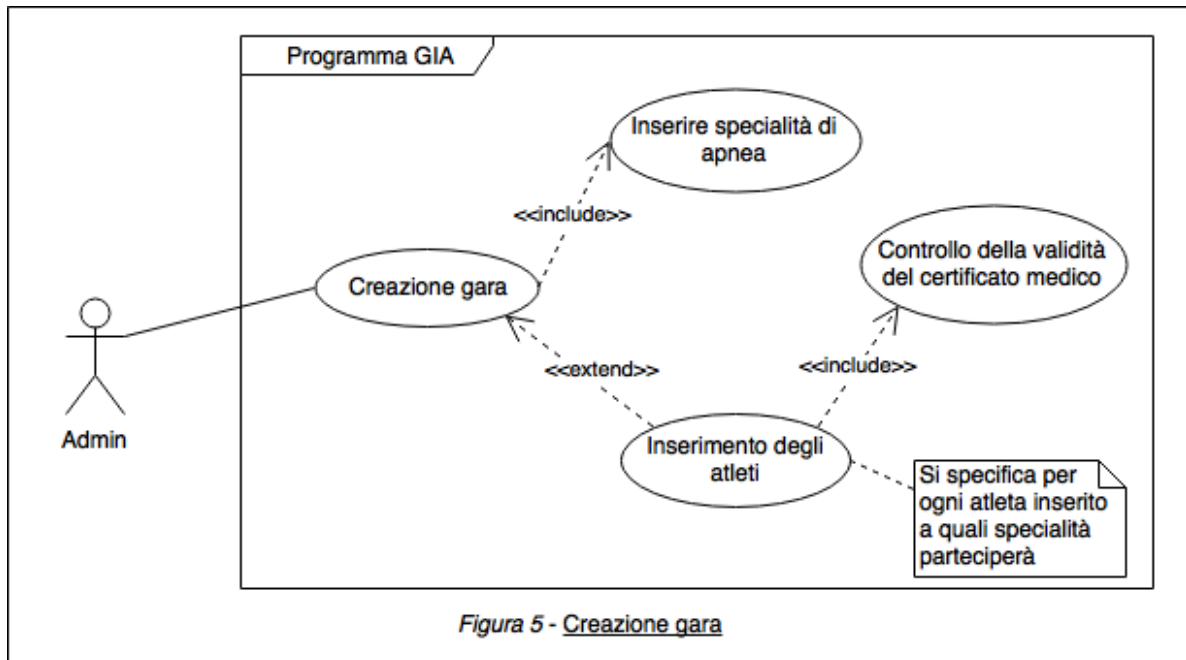 Programma GIA
Inserire specialità di
apnea
<<include>>
Controllo della validità
del certificato medico
Creazione gara
<<extend>>
<<include>>
Admin
Inserimento degli
atleti
Si specifica per
ogni atleta inserito
a quali specialità
parteciperà
Figura 5 - Creazione gara